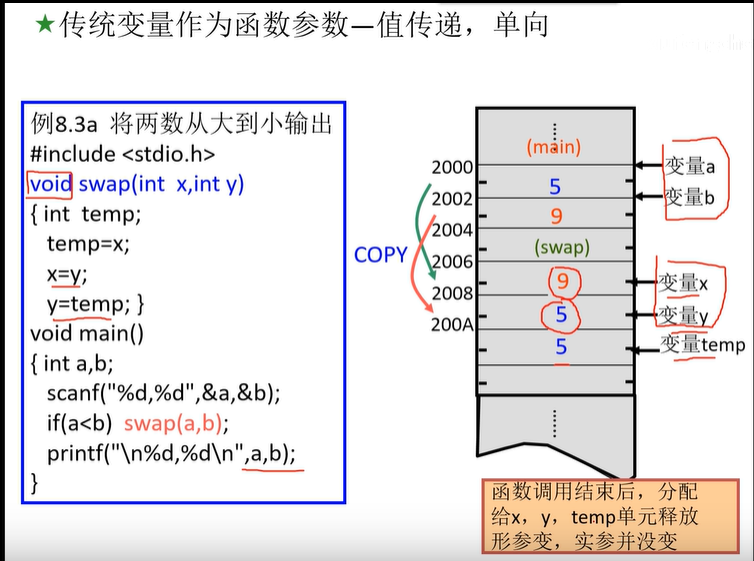 ★传统变量作为函数参数—值传递，单向
例8.3a 将两数从大到小输出
#include <stdio.h>
void swap(int x,int y)
{ int temp;
temp=x;
x=y;
y=temp; }
void main()
{ int a,b;
scanf("%d,%d",&a,&b);
if(a<b) swap(a,b);
printf("\n%d,%d\n",a,b);
}
COPY
(main)
2000
变量a
5
2002
变量b
9
2004
(swap)
2006
9
变量x
2008
5
变量y
200A
5
变量temp
函数调用结束后，分配
给x，y，temp单元释放
形参变，实参并没变